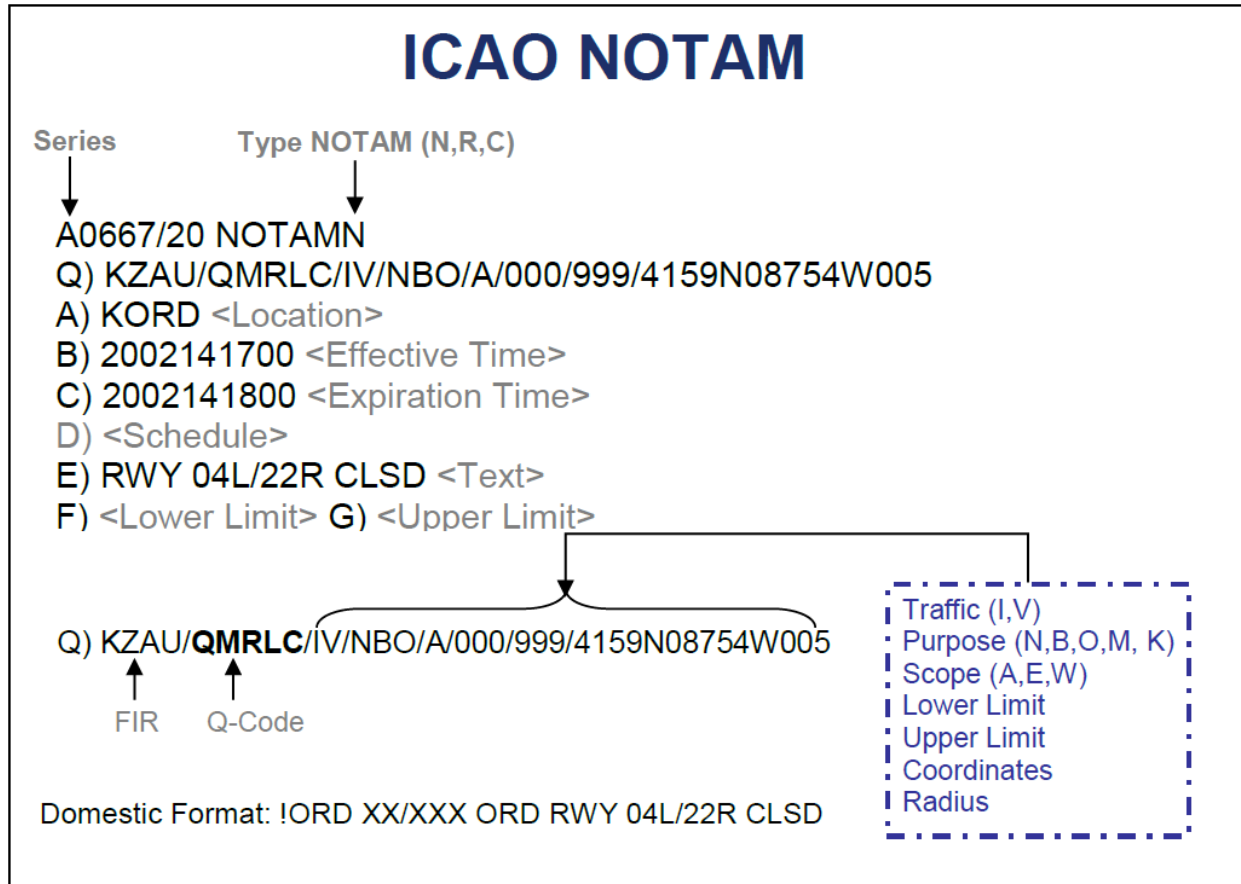 ICAO NOTAM
Series
Type NOTAM (N,R,C)
A0667/20 NOTAMN
Q) KZAU/QMRLC/IV/NBO/A/000/999/4159N08754W005
A) KORD <Location>
B) 2002141700 <Effective Time>
C) 2002141800 <Expiration Time>
D) <Schedule>
E) RWY 04L/22R CLSD <Text>
F) <Lower Limit> G) <Upper Limit>
Q) KZAU/QMRLC/IV/NBO/A/000/999/4159N08754W005
FIR
Q-Code
Traffic (I,V)
Purpose (N,B,O,M, K)
Scope (A,E,W)
Lower Limit
Upper Limit
Coordinates
Radius
Domestic Format: !ORD XX/XXX ORD RWY 04L/22R CLSD